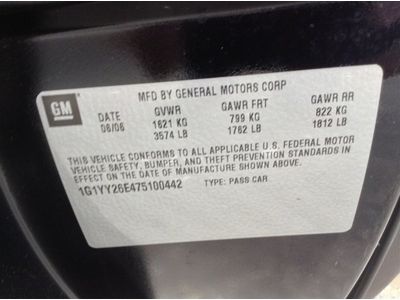 GM
MFD BY GENERAL MOTORS CORP
DATE GVWR GAWR FRT GAWR RR
08/06 1621 KG 799 KG 822 KG
3574 LB 1762 LB 1812 LB
THIS VEHICLE CONFORMS TO ALL APPLICABLE U.S. FEDERAL MOTOR
VEHICLE SAFETY, BUMPER, AND THEFT PREVENTION STANDARDS IN
EFFECT ON THE DATE OF MANUFACTURE SHOWN ABOVE.
1G1YY26E475100442 TYPE: PASS CAR